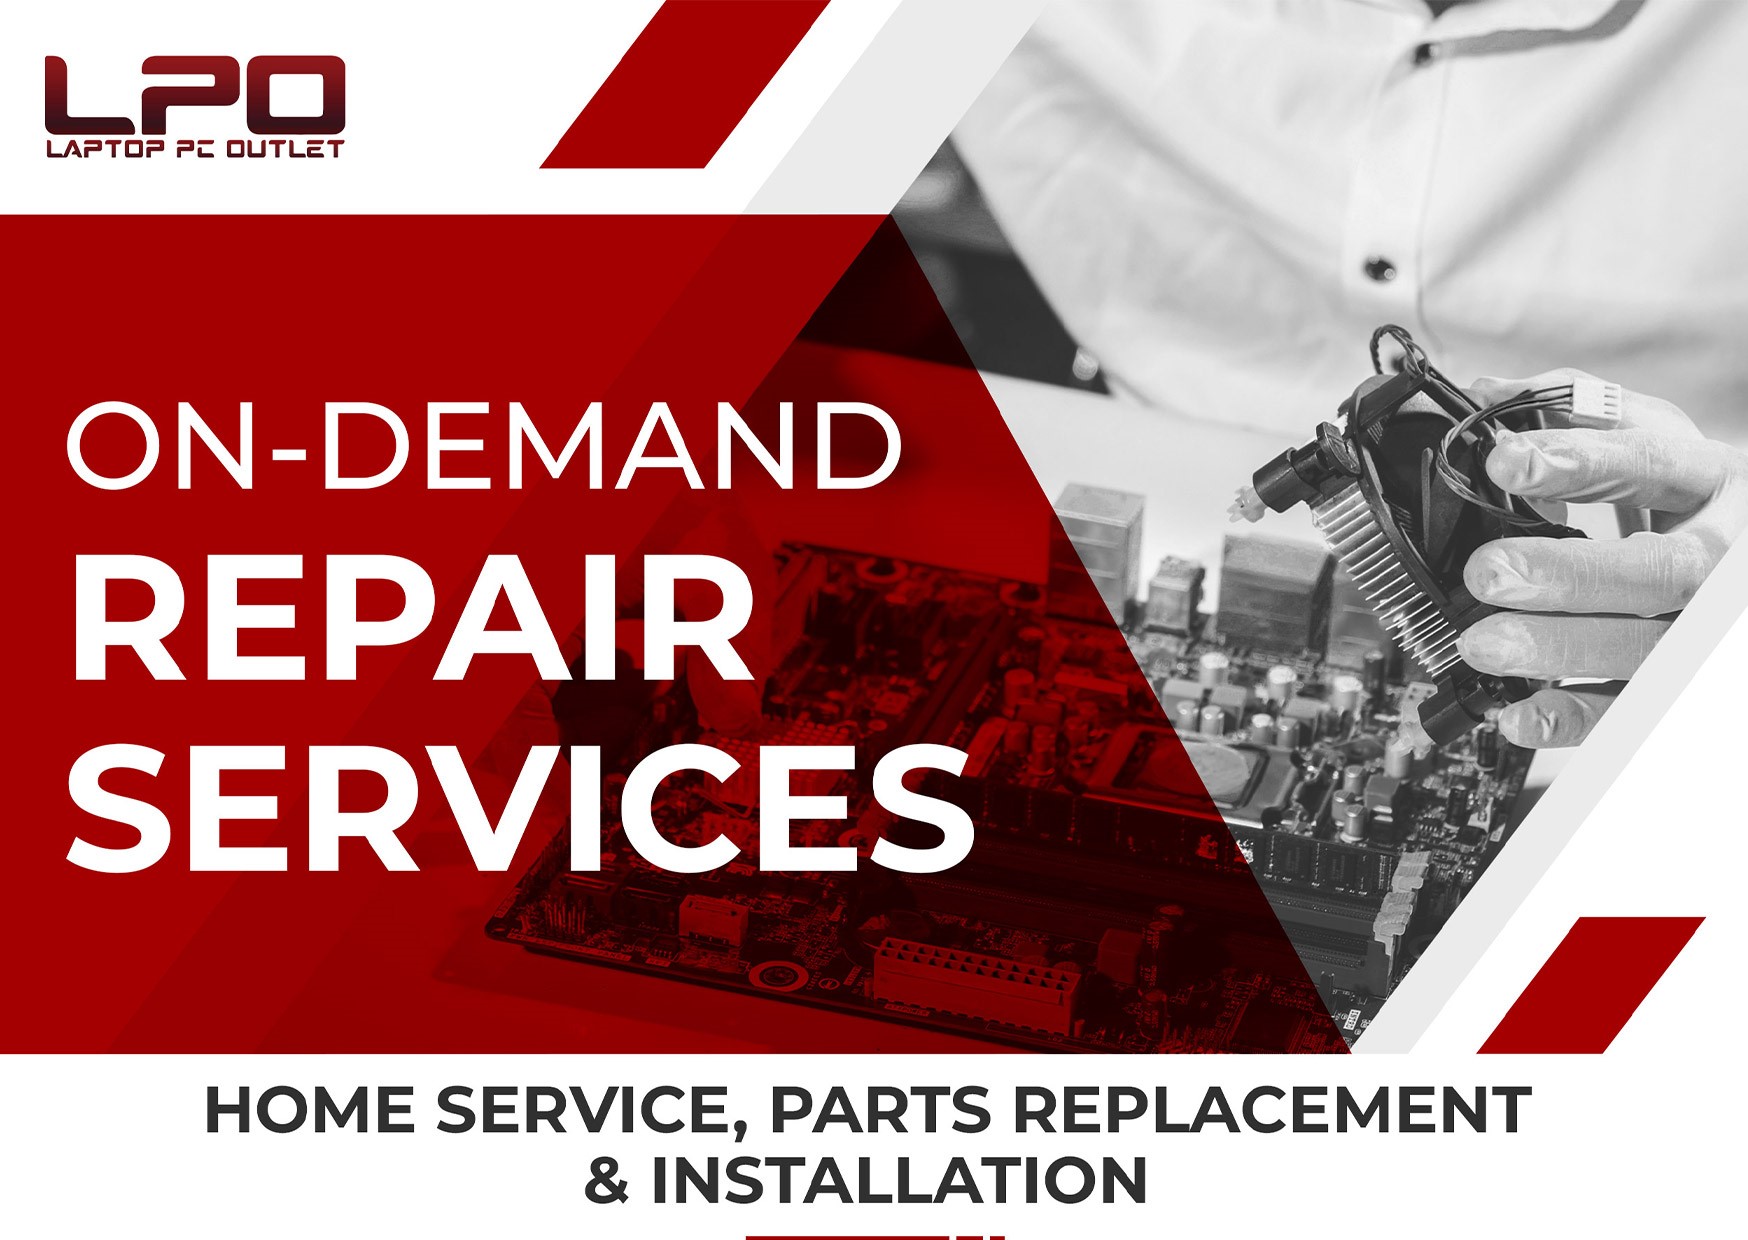 LPO
LAPTOP PC OUTLET
ON-DEMAND
REPAIR
SERVICES
HOME SERVICE, PARTS REPLACEMENT
& INSTALLATION